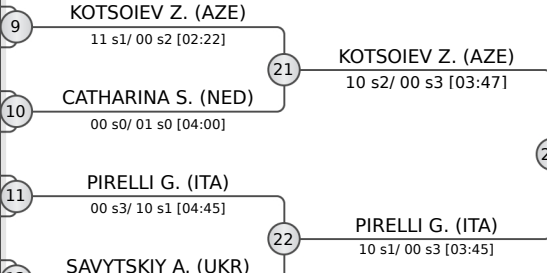 KOTSOIEV Z. (AZE)
9
11 s1/ 00 s2 [02:22]
KOTSOIEV Z. (AZE)
21
10 s2/ 00 s3 [03:47]
CATHARINA S. (NED)
10
00 s0/ 01 s0 [04:00]
PIRELLI G. (ITA)
11
00 s3/ 10 s1 [04:45]
PIRELLI G. (ITA)
22
10 s1/ 00 s3 [03:45]
SAVYTSKIY A. (UKR)